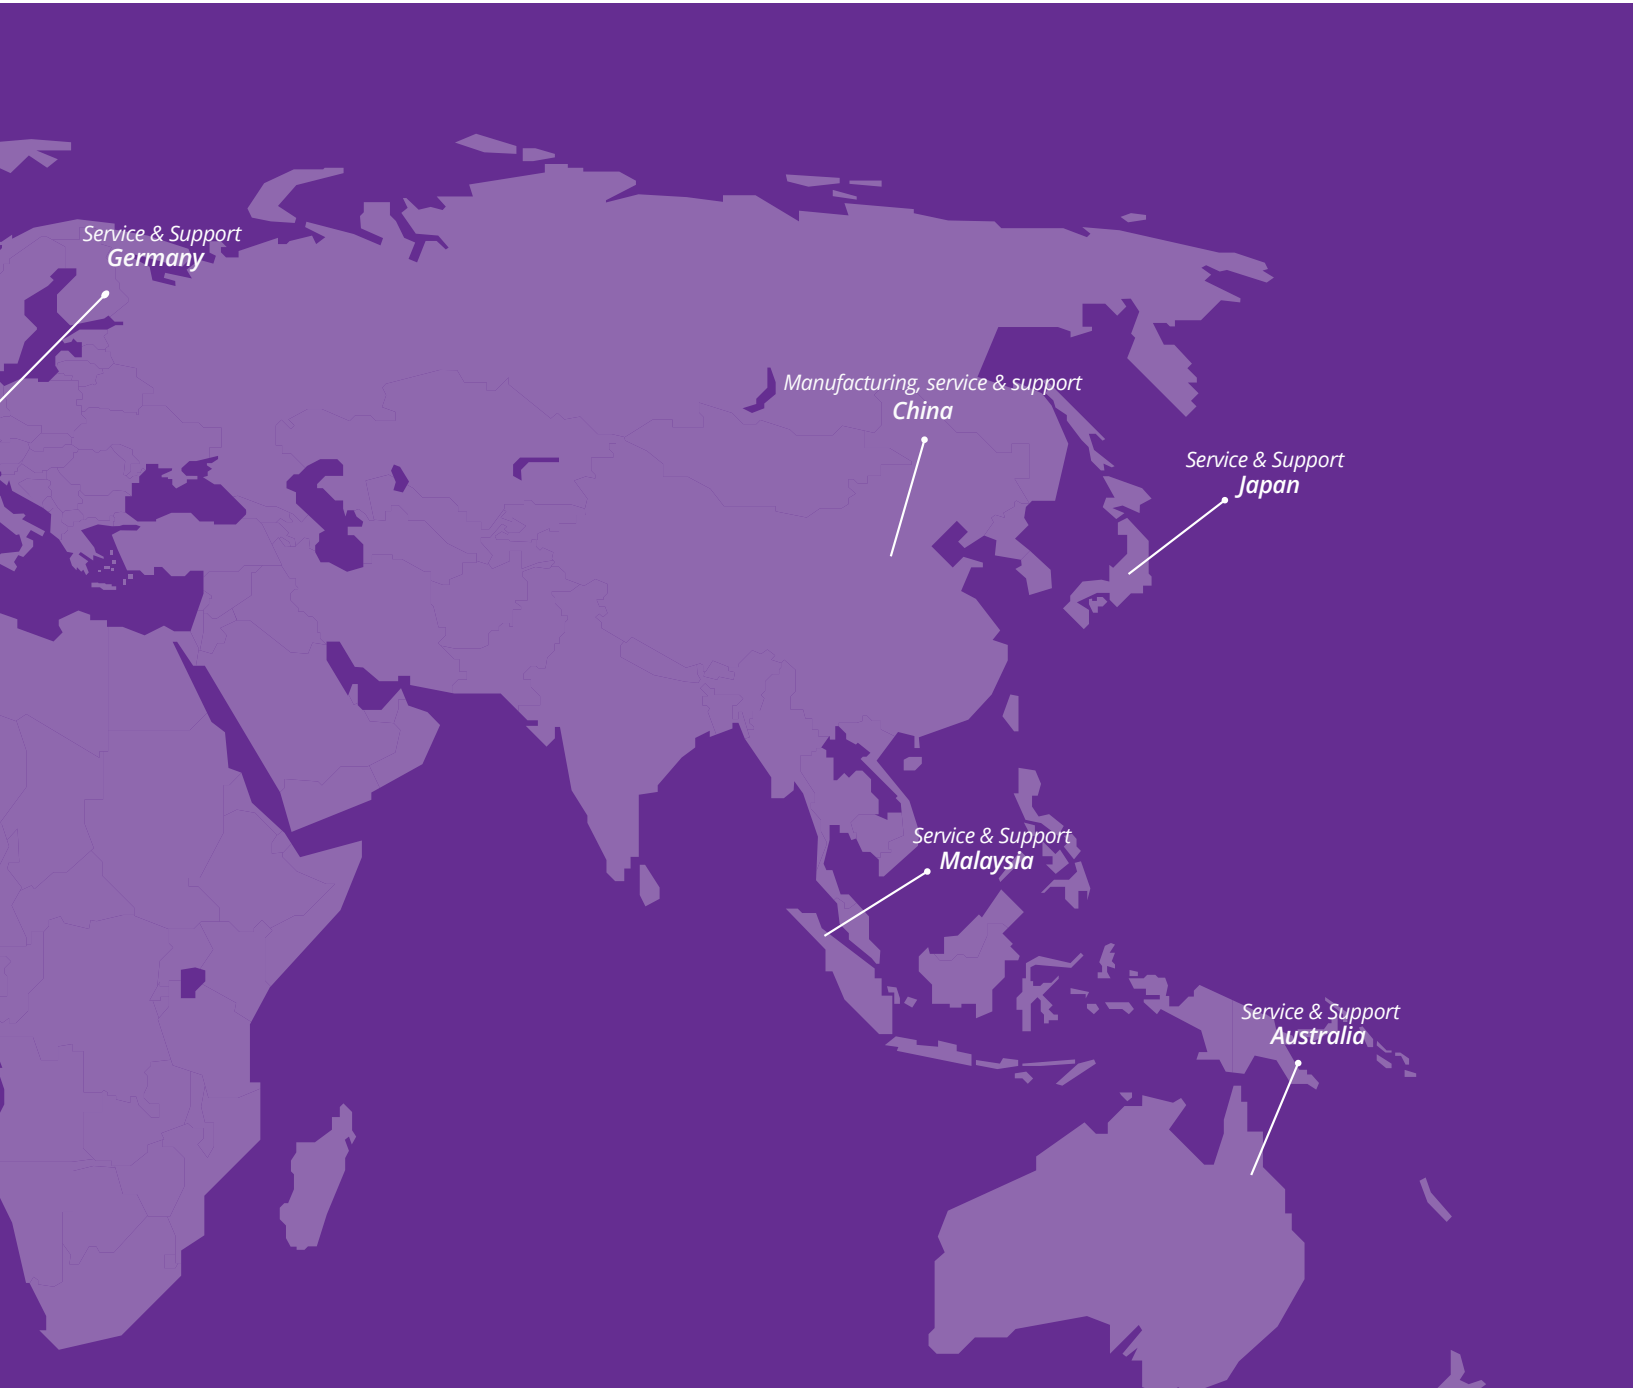 Service & Support
Germany
Manufacturing, service & support
China
Service & Support
Japan
Service & Support
Malaysia
Service & Support
Australia